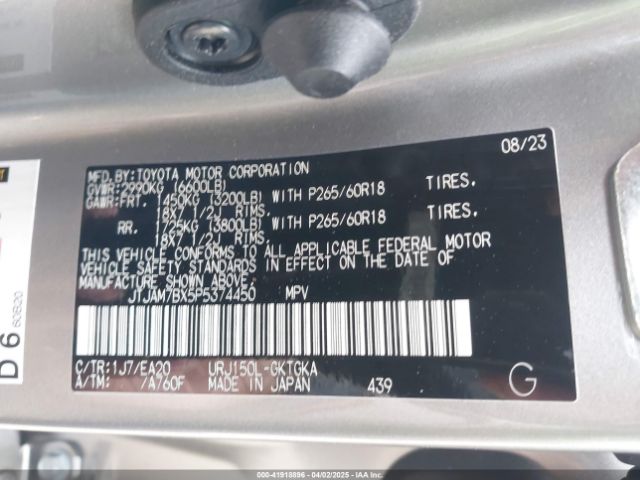 08/23
MFD.BY:TOYOTA MOTOR CORPORATION
GVWR:2990KG (6600LB)
GAWR:FRT. 1450KG (3200LB) WITH P265/60R18 TIRES.
18X7 1/2J RIMS.
RR. 1725KG (3800LB) WITH P265/60R18 TIRES.
18X7 1/2J RIMS.
THIS VEHICLE CONFORMS TO ALL APPLICABLE FEDERAL MOTOR
VEHICLE SAFETY STANDARDS IN EFFECT ON THE DATE OF
MANUFACTURE SHOWN ABOVE.
JTJAM7BX5P5374450 MPV
C/TR:1J7/EA20 URJ150L-GKTGKA
A/TM: /A760F MADE IN JAPAN 439
G
D6
60B20
000-41918896 04/02/2025 IAAI